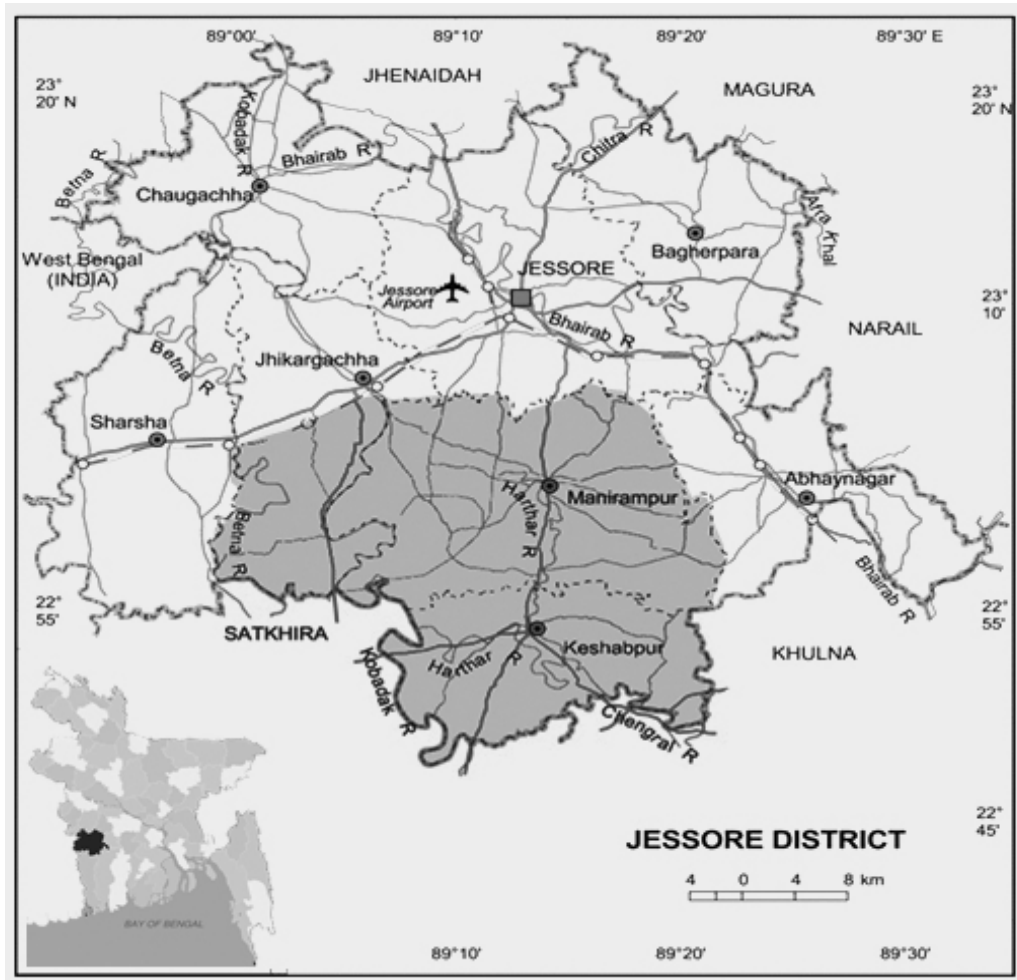 89°00'
89°10'
89°20'
89°30' E
JHENAIDAH
MAGURA
23°
20' N
23°
20' N
Kobadak R
Chitra R
Bhairab R
Betna R
Chaugachha
Afra Khal
Bagherpara
West Bengal
(INDIA)
JESSORE
Jessore
Airport
23°
10'
Bhairab R
NARAIL
Betna R
Jhikargachha
Sharsha
Abhaynagar
Manirampur
Harthar R
Betna R
Bhairab R
22°
55'
22°
55'
SATKHIRA
Keshabpur
KHULNA
Kobadak R
Harthar R
Chengral R
22°
45'
JESSORE DISTRICT
4 0 4 8 km
BAY OF BENGAL
89°10'
89°20'
89°30'